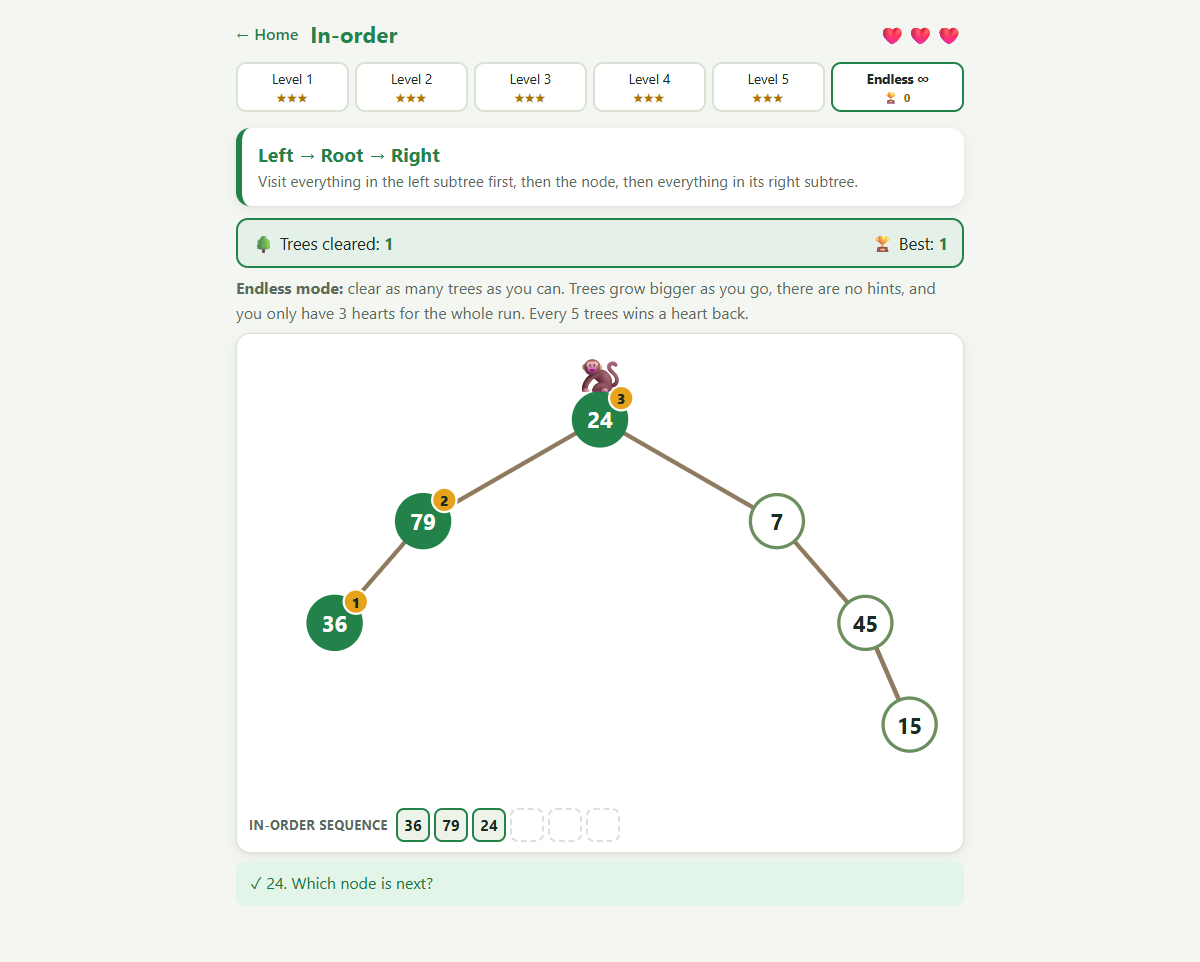 ← Home In-order
Level 1
★★★
Level 2
★★★
Level 3
★★★
Level 4
★★★
Level 5
★★★
Endless ∞
🏆 0
Left → Root → Right
Visit everything in the left subtree first, then the node, then everything in its right subtree.
🌳 Trees cleared: 1
🏆 Best: 1
Endless mode: clear as many trees as you can. Trees grow bigger as you go, there are no hints, and
you only have 3 hearts for the whole run. Every 5 trees wins a heart back.
3
24
2
79
7
1
36
45
15
IN-ORDER SEQUENCE 36 79 24
✓ 24. Which node is next?